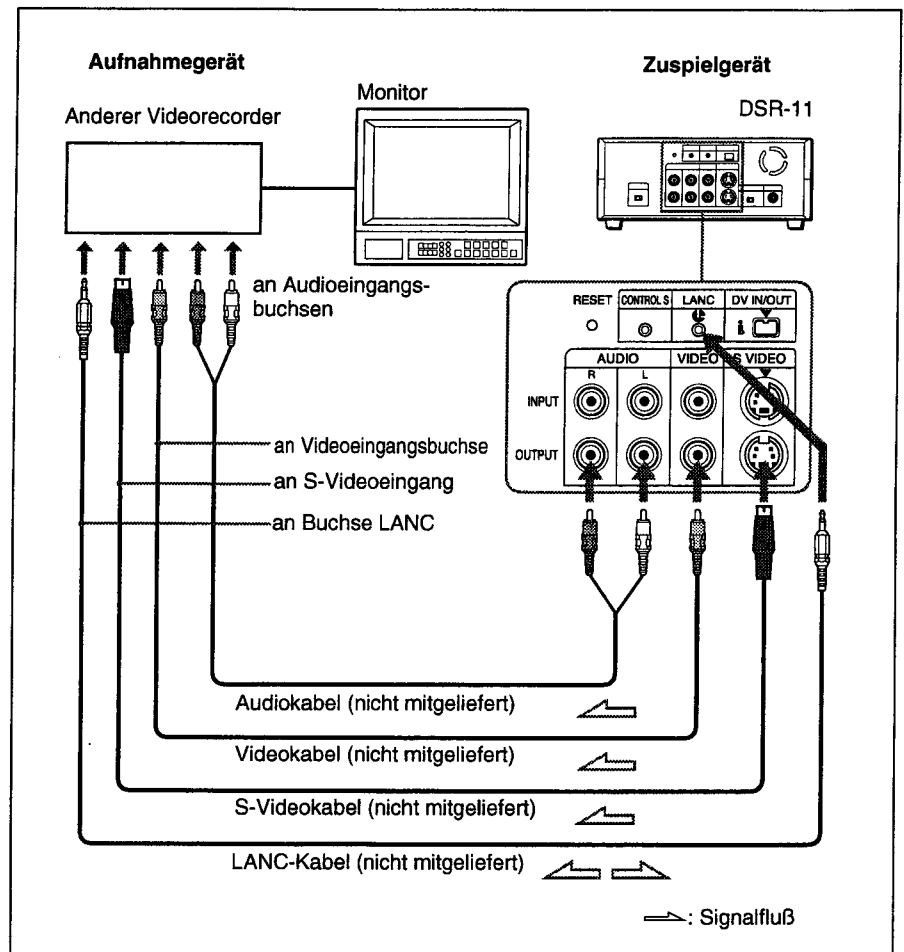 Aufnahmegerät
Zuspielgerät
Anderer Videorecorder
Monitor
DSR-11
an Audioeingangs-
buchsen
RESET
CONTROL S
LANC
DV IN/OUT
AUDIO
VIDEO
S VIDEO
R
L
INPUT
OUTPUT
an Videoeingangsbuchse
an S-Videoeingang
an Buchse LANC
Audiokabel (nicht mitgeliefert)
Videokabel (nicht mitgeliefert)
S-Videokabel (nicht mitgeliefert)
LANC-Kabel (nicht mitgeliefert)
: Signalfluß